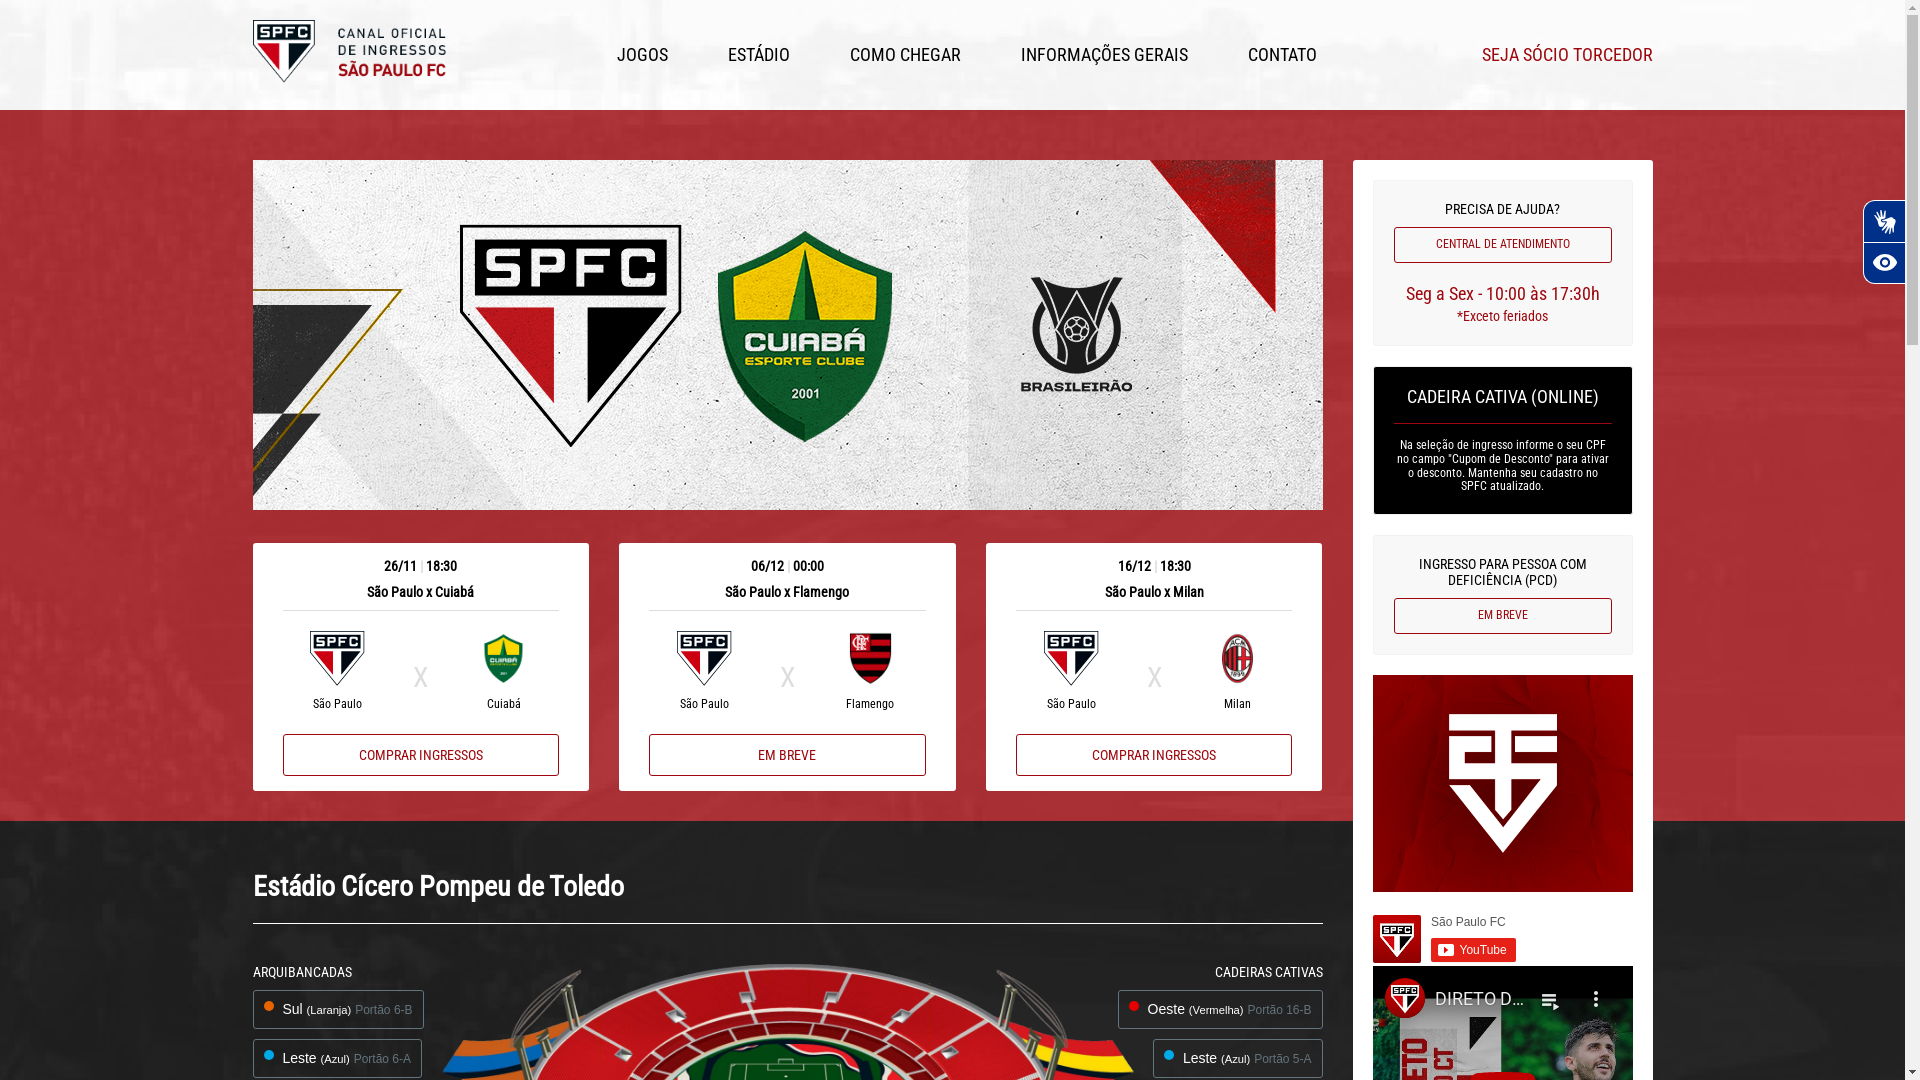 SPFC
CANAL OFICIAL
DE INGRESSOS
SÃO PAULO FC
JOGOS
ESTÁDIO
COMO CHEGAR
INFORMAÇÕES GERAIS
CONTATO
SEJA SÓCIO TORCEDOR
SPFC
CUIABÁ
ESPORTE CLUBE
2001
BRASILEIRÃO
26/11 | 18:30
São Paulo x Cuiabá
SPFC
X
CUIABÁ
São Paulo
Cuiabá
COMPRAR INGRESSOS
06/12 | 00:00
São Paulo x Flamengo
SPFC
X
São Paulo
Flamengo
EM BREVE
16/12 | 18:30
São Paulo x Milan
SPFC
X
ACM
1899
São Paulo
Milan
COMPRAR INGRESSOS
PRECISA DE AJUDA?
CENTRAL DE ATENDIMENTO
Seg a Sex - 10:00 às 17:30h
*Exceto feriados
CADEIRA CATIVA (ONLINE)
Na seleção de ingresso informe o seu CPF
no campo "Cupom de Desconto" para ativar
o desconto. Mantenha seu cadastro no
SPFC atualizado.
INGRESSO PARA PESSOA COM
DEFICIÊNCIA (PCD)
EM BREVE
SPFC
São Paulo FC
YouTube
SPFC
DIRETO D...
Estádio Cícero Pompeu de Toledo
ARQUIBANCADAS
Sul (Laranja) Portão 6-B
Leste (Azul) Portão 6-A
CADEIRAS CATIVAS
Oeste (Vermelha) Portão 16-B
Leste (Azul) Portão 5-A